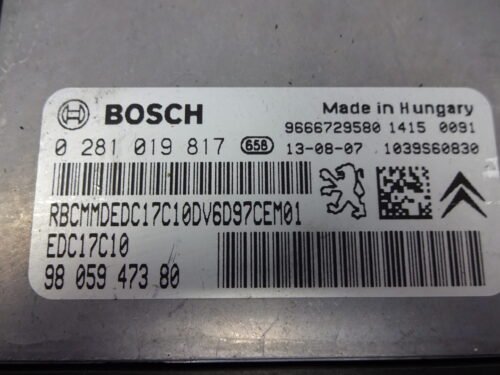 BOSCH
Made in Hungary
9666729580 1415 0091
0 281 019 817 658 13-08-07 1039S60830
RBCMMDEDC17C10DV6D97CEM01
EDC17C10
98 059 473 80